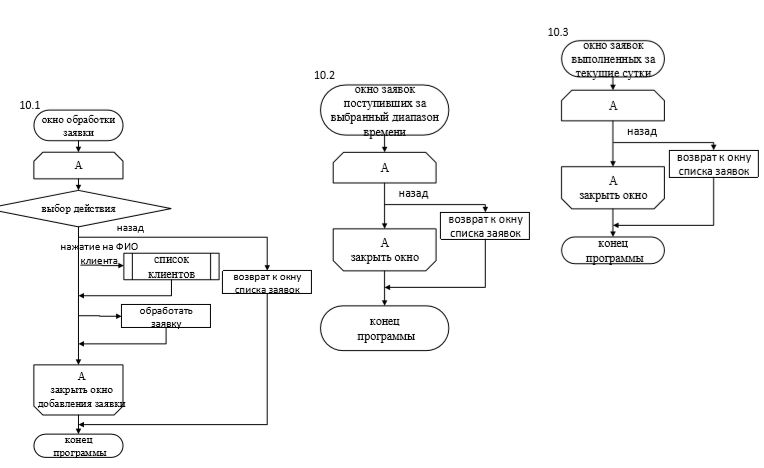 10.1
окно обработки
заявки
А
выбор действия
назад
нажатие на ФИО
клиента
список
клиентов
возврат к окну
списка заявок
обработать
заявку
А
закрыть окно
добавления заявки
конец
программы
10.2
окно заявок
поступивших за
выбранный диапазон
времени
А
назад
возврат к окну
списка заявок
А
закрыть окно
конец
программы
10.3
окно заявок
выполненных за
текущие сутки
А
назад
возврат к окну
списка заявок
А
закрыть окно
конец
программы